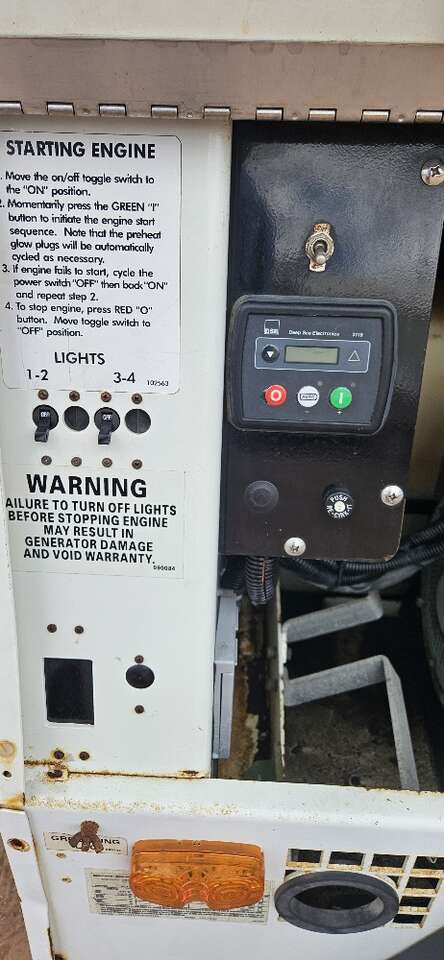 STARTING ENGINE
1. Move the on/off toggle switch to
the "ON" position.
2. Momentarily press the GREEN "I"
button to initiate the engine start
sequence. Note that the preheat
glow plugs will be automatically
cycled as necessary.
3. If engine fails to start, cycle the
power switch "OFF" then back "ON"
and repeat step 2.
4. To stop engine, press RED "O"
button. Move toggle switch to
"OFF" position.
LIGHTS
1-2 3-4 102563
OFF OFF
WARNING
AILURE TO TURN OFF LIGHTS
BEFORE STOPPING ENGINE
MAY RESULT IN
GENERATOR DAMAGE
AND VOID WARRANTY.
080084
DSE Deep Sea Electronics
O I
PUSH